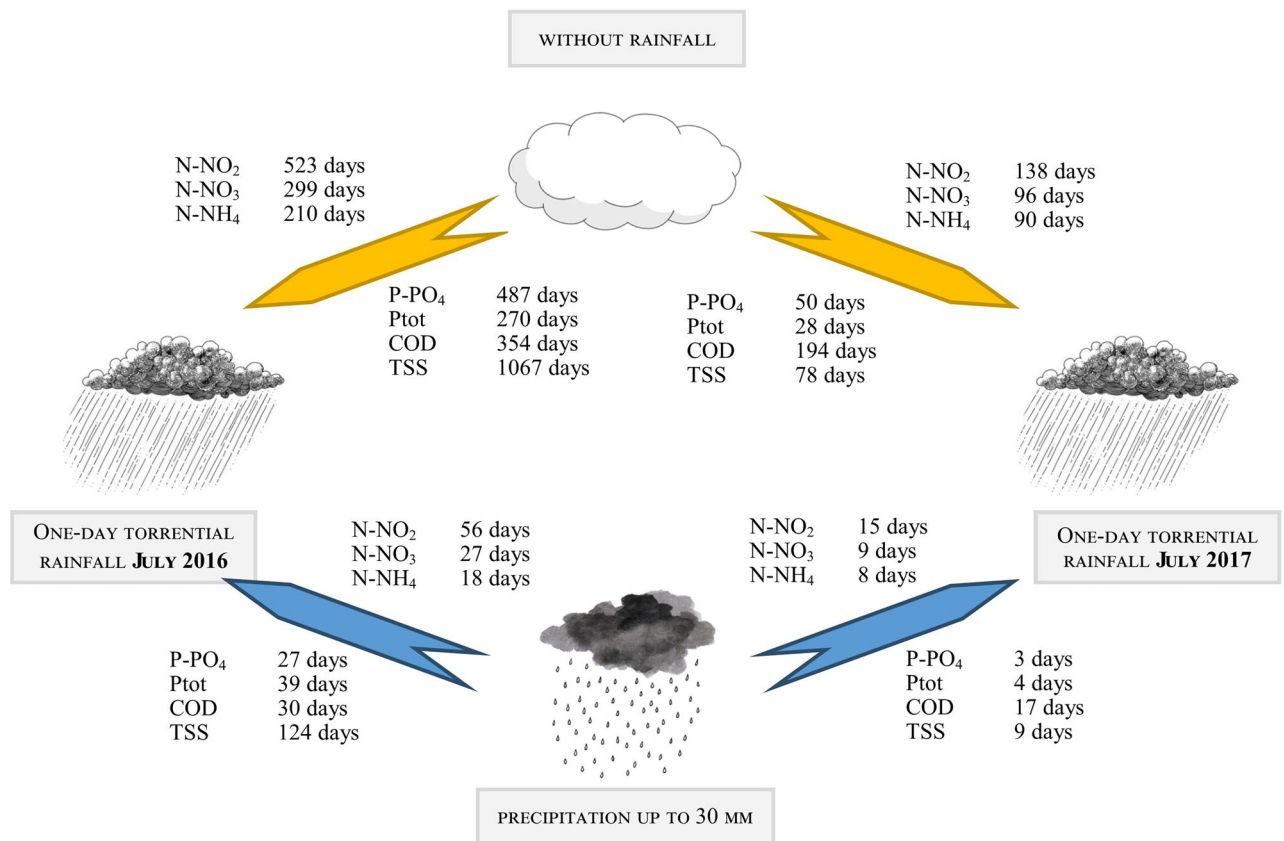 WITHOUT RAINFALL
N-NO₂ 523 days
N-NO₃ 299 days
N-NH₄ 210 days
N-NO₂ 138 days
N-NO₃ 96 days
N-NH₄ 90 days
P-PO₄ 487 days
Ptot 270 days
COD 354 days
TSS 1067 days
P-PO₄ 50 days
Ptot 28 days
COD 194 days
TSS 78 days
ONE-DAY TORRENTIAL
RAINFALL JULY 2016
N-NO₂ 56 days
N-NO₃ 27 days
N-NH₄ 18 days
N-NO₂ 15 days
N-NO₃ 9 days
N-NH₄ 8 days
ONE-DAY TORRENTIAL
RAINFALL JULY 2017
P-PO₄ 27 days
Ptot 39 days
COD 30 days
TSS 124 days
P-PO₄ 3 days
Ptot 4 days
COD 17 days
TSS 9 days
PRECIPITATION UP TO 30 MM